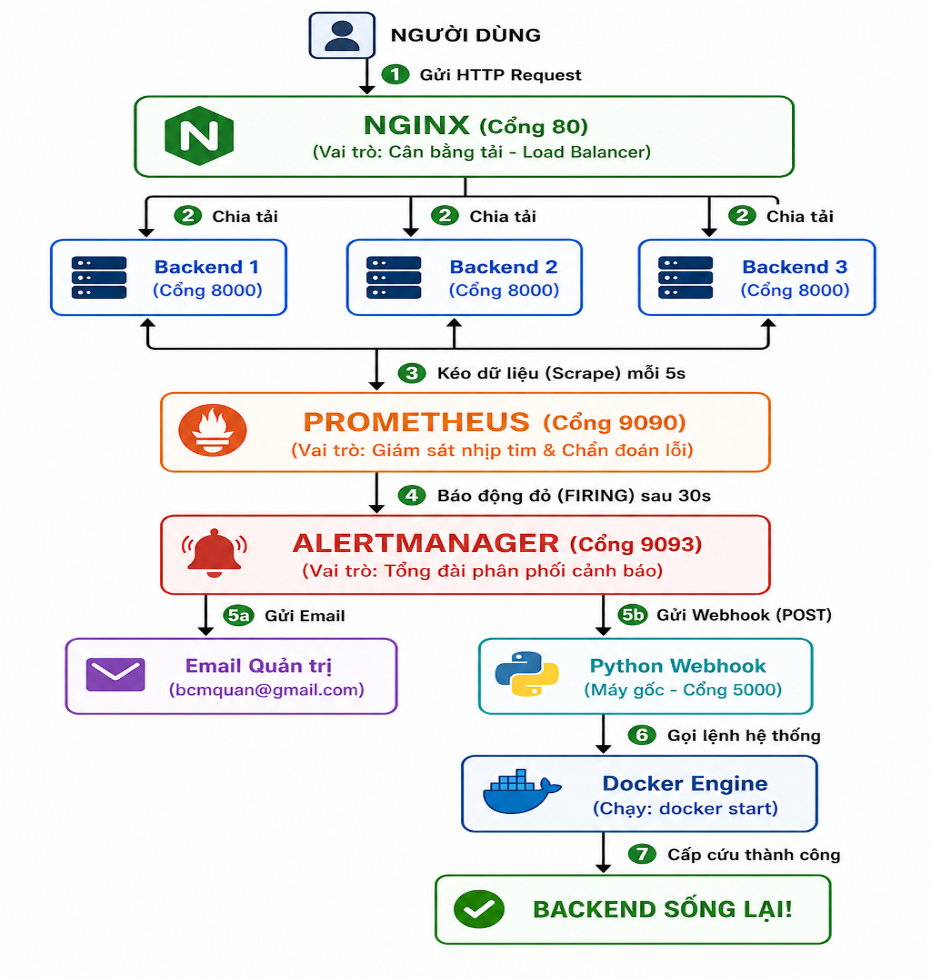 NGƯỜI DÙNG
1 Gửi HTTP Request
N
NGINX (Cổng 80)
(Vai trò: Cân bằng tải - Load Balancer)
2 Chia tải
2 Chia tải
2 Chia tải
Backend 1
(Cổng 8000)
Backend 2
(Cổng 8000)
Backend 3
(Cổng 8000)
3 Kéo dữ liệu (Scrape) mỗi 5s
PROMETHEUS (Cổng 9090)
(Vai trò: Giám sát nhịp tim & Chẩn đoán lỗi)
4 Báo động đỏ (FIRING) sau 30s
ALERTMANAGER (Cổng 9093)
(Vai trò: Tổng đài phân phối cảnh báo)
5a Gửi Email
5b Gửi Webhook (POST)
Email Quản trị
(bcmquan@gmail.com)
Python Webhook
(Máy gốc - Cổng 5000)
6 Gọi lệnh hệ thống
Docker Engine
(Chạy: docker start)
7 Cấp cứu thành công
BACKEND SỐNG LẠI!